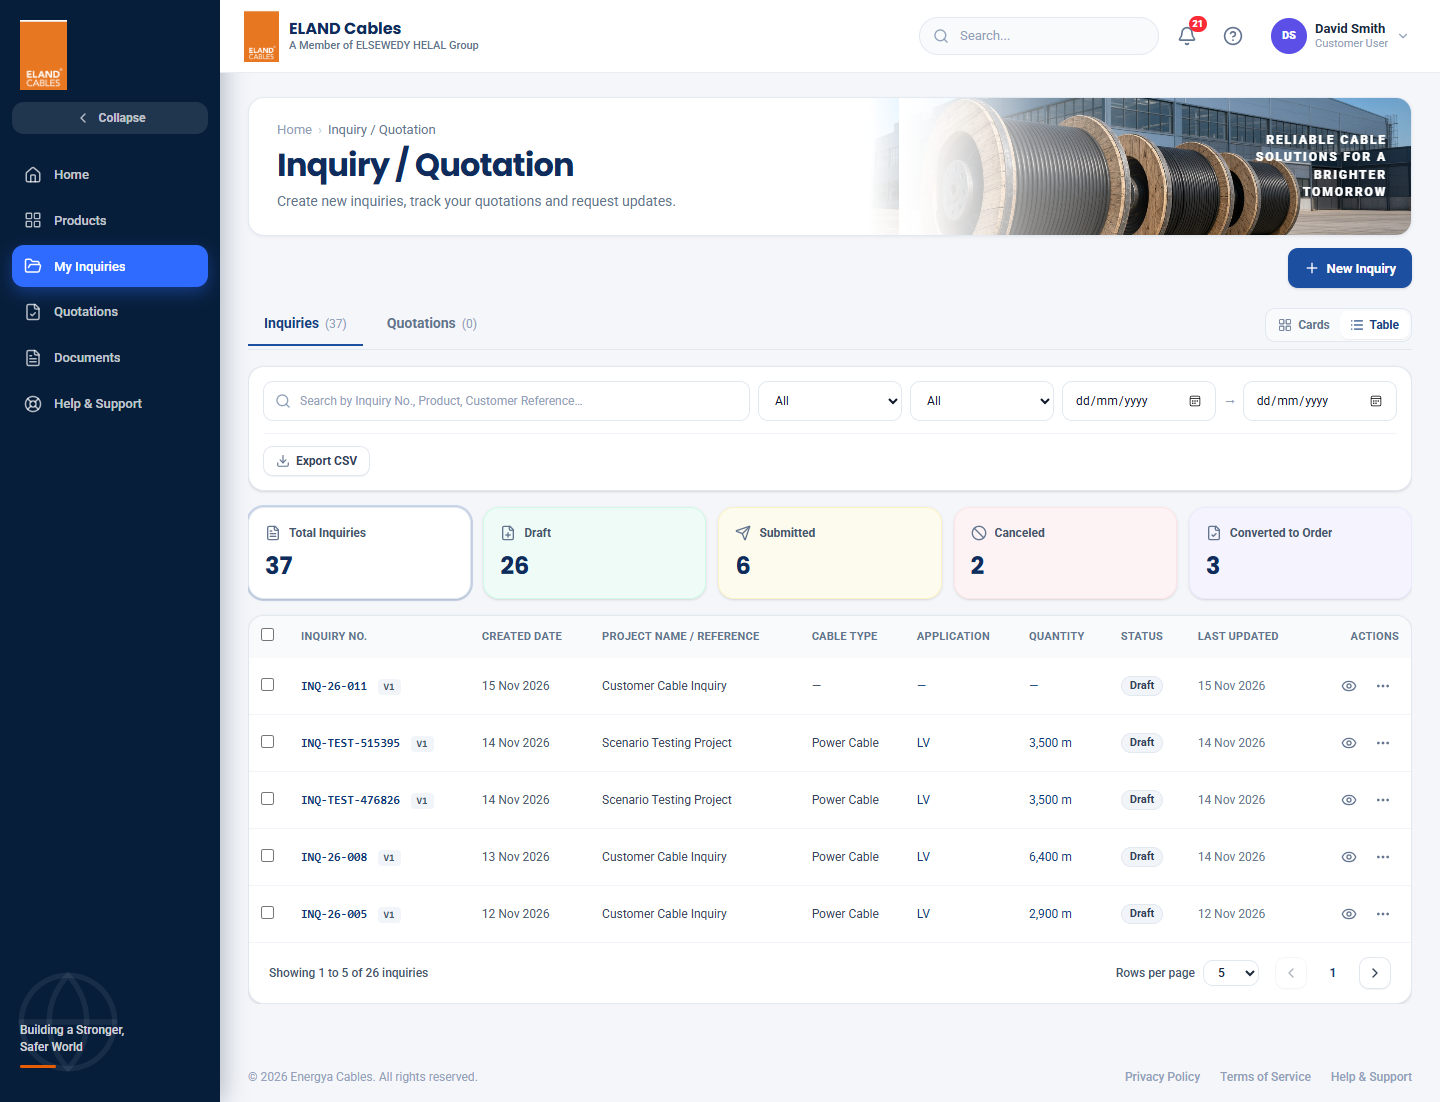 ELAND
CABLES
Collapse
Home
Products
My Inquiries
Quotations
Documents
Help & Support
Building a Stronger,
Safer World
ELAND
CABLES
ELAND Cables
A Member of ELSEWEDY HELAL Group
Search...
21
DS
David Smith
Customer User
Home › Inquiry / Quotation
Inquiry / Quotation
Create new inquiries, track your quotations and request updates.
RELIABLE CABLE
SOLUTIONS FOR A
BRIGHTER
TOMORROW
New Inquiry
Inquiries (37) Quotations (0)
Cards Table
Search by Inquiry No., Product, Customer Reference... All All dd/mm/yyyy → dd/mm/yyyy
Export CSV
Total Inquiries
37
Draft
26
Submitted
6
Canceled
2
Converted to Order
3
INQUIRY NO. CREATED DATE PROJECT NAME / REFERENCE CABLE TYPE APPLICATION QUANTITY STATUS LAST UPDATED ACTIONS
INQ-26-011 V1 15 Nov 2026 Customer Cable Inquiry — — — Draft 15 Nov 2026
INQ-TEST-515395 V1 14 Nov 2026 Scenario Testing Project Power Cable LV 3,500 m Draft 14 Nov 2026
INQ-TEST-476826 V1 14 Nov 2026 Scenario Testing Project Power Cable LV 3,500 m Draft 14 Nov 2026
INQ-26-008 V1 13 Nov 2026 Customer Cable Inquiry Power Cable LV 6,400 m Draft 14 Nov 2026
INQ-26-005 V1 12 Nov 2026 Customer Cable Inquiry Power Cable LV 2,900 m Draft 12 Nov 2026
Showing 1 to 5 of 26 inquiries
Rows per page 5 1
© 2026 Energya Cables. All rights reserved.
Privacy Policy Terms of Service Help & Support